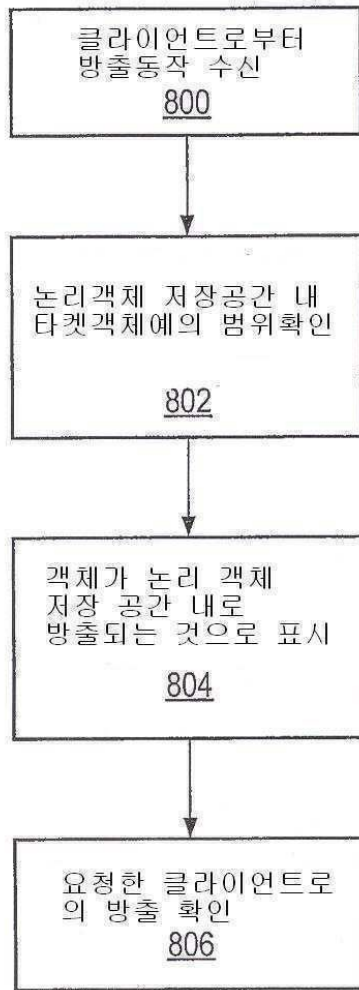 클라이언트로부터
방출동작 수신
800
논리객체 저장공간 내
타켓객체예의 범위확인
802
객체가 논리 객체
저장 공간 내로
방출되는 것으로 표시
804
요청한 클라이언트로
의 방출 확인
806